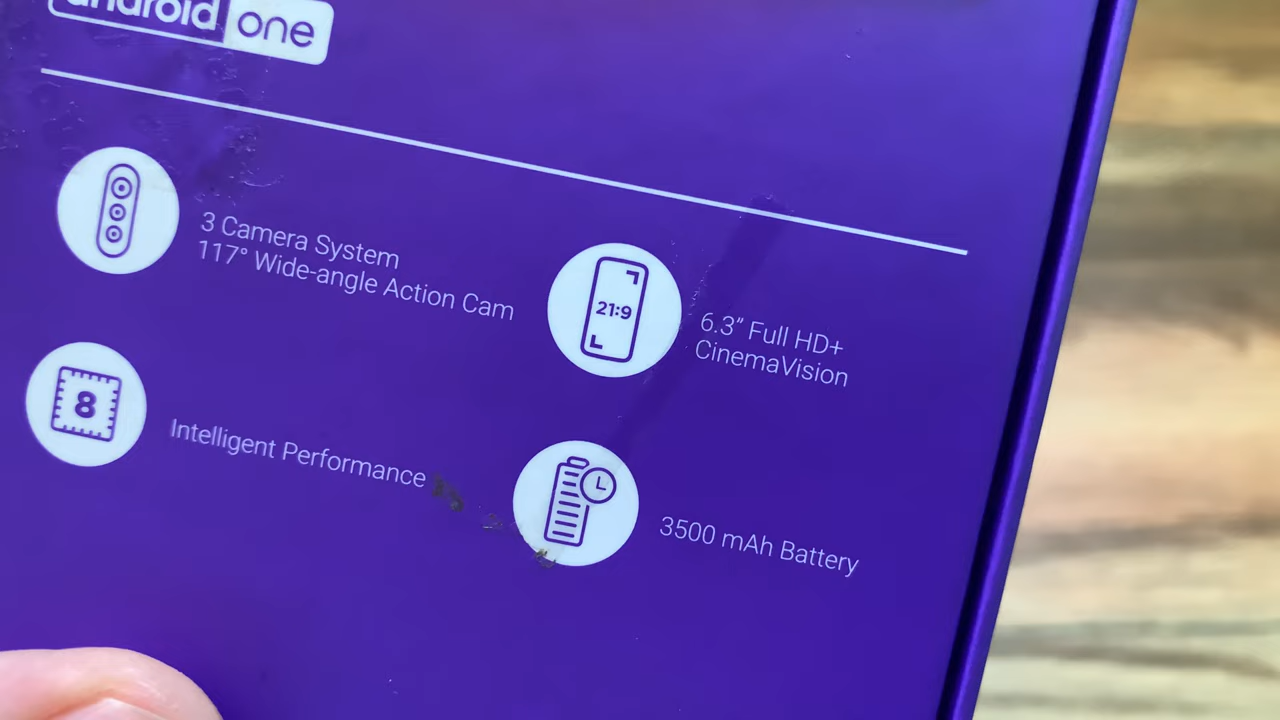 android one
3 Camera System
117° Wide-angle Action Cam
21:9
6.3” Full HD+
CinemaVision
8
Intelligent Performance
3500 mAh Battery